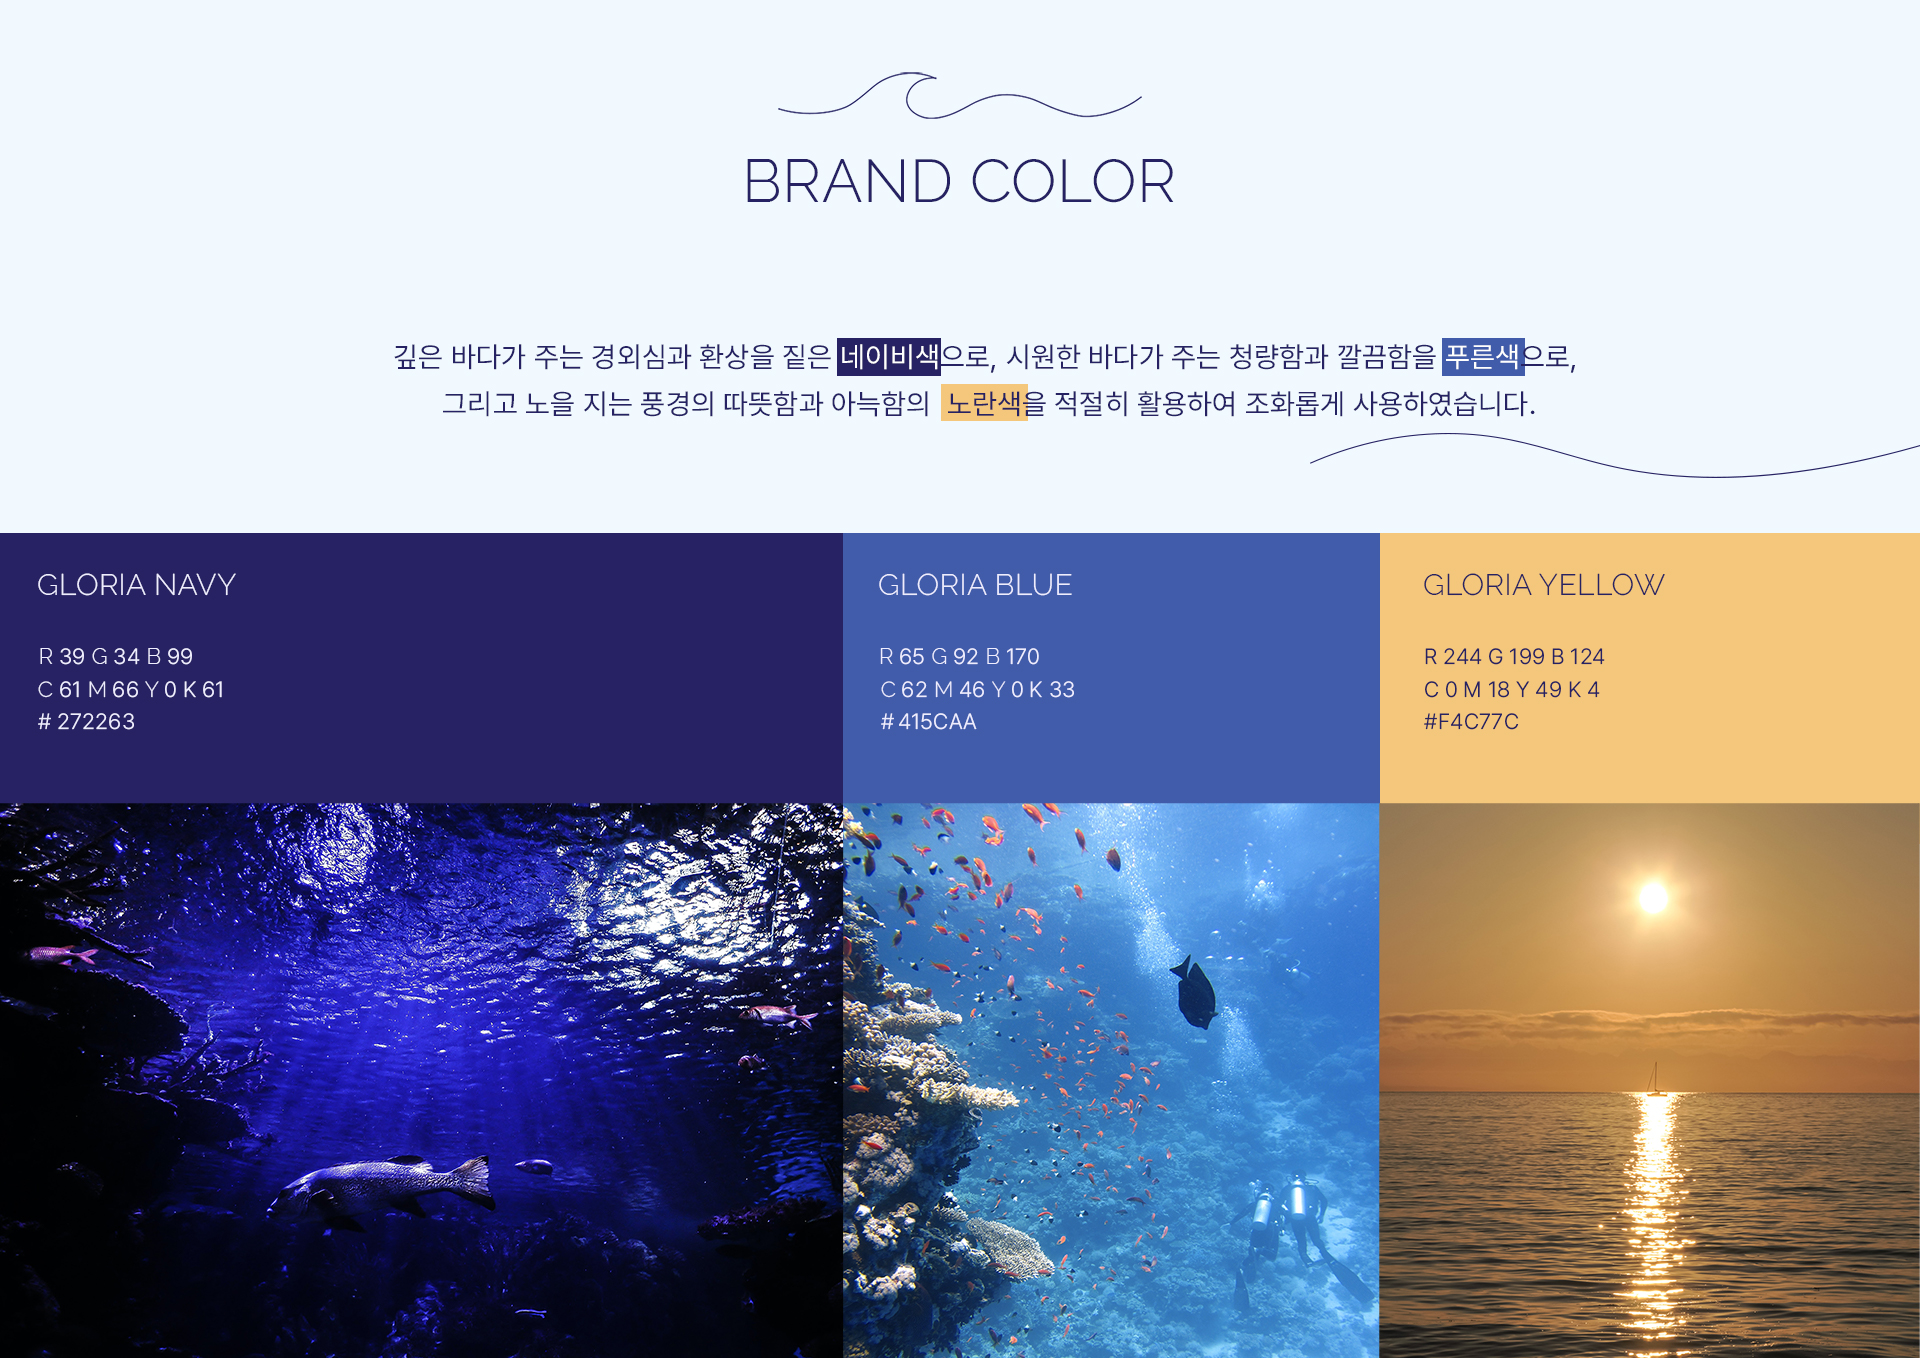 BRAND COLOR
깊은 바다가 주는 경외심과 환상을 짙은 네이비색으로, 시원한 바다가 주는 청량함과 깔끔함을 푸른색으로,
그리고 노을 지는 풍경의 따뜻함과 아늑함의 노란색을 적절히 활용하여 조화롭게 사용하였습니다.
GLORIA NAVY
R 39 G 34 B 99
C 61 M 66 Y 0 K 61
# 272263
GLORIA BLUE
R 65 G 92 B 170
C 62 M 46 Y 0 K 33
# 415CAA
GLORIA YELLOW
R 244 G 199 B 124
C 0 M 18 Y 49 K 4
#F4C77C